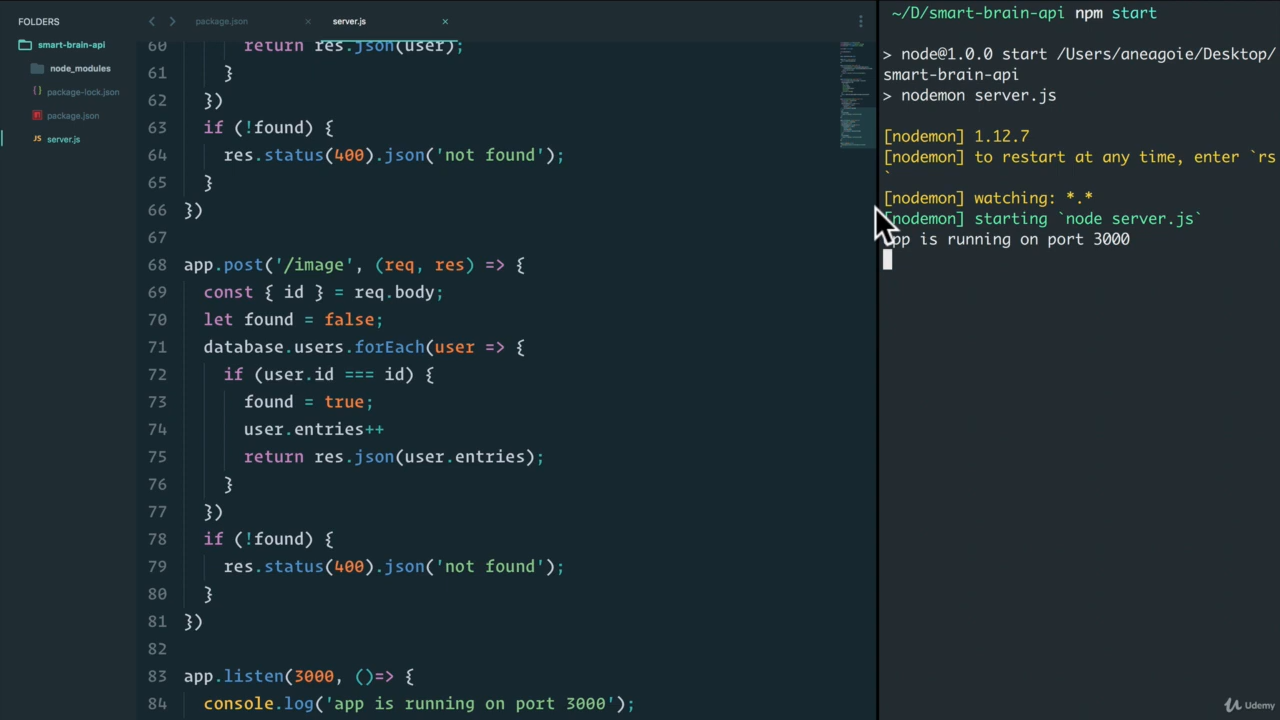 FOLDERS
smart-brain-api
node_modules
package-lock.json
package.json
JS server.js
package.json ×
server.js ×
60 return res.json(user);
61 }
62 })
63 if (!found) {
64 res.status(400).json('not found');
65 }
66 })
67
68 app.post('/image', (req, res) => {
69 const { id } = req.body;
70 let found = false;
71 database.users.forEach(user => {
72 if (user.id === id) {
73 found = true;
74 user.entries++
75 return res.json(user.entries);
76 }
77 })
78 if (!found) {
79 res.status(400).json('not found');
80 }
81 })
82
83 app.listen(3000, ()=> {
84 console.log('app is running on port 3000');
~/D/smart-brain-api npm start
> node@1.0.0 start /Users/aneagoie/Desktop/
smart-brain-api
> nodemon server.js
[nodemon] 1.12.7
[nodemon] to restart at any time, enter `rs
`
[nodemon] watching: *.*
[nodemon] starting `node server.js`
app is running on port 3000
Udemy